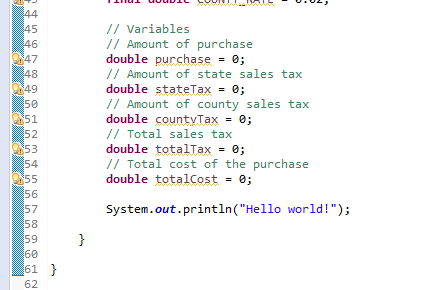 43 final double COUNTY_RATE = 0.02;
44
45 // Variables
46 // Amount of purchase
47 double purchase = 0;
48 // Amount of state sales tax
49 double stateTax = 0;
50 // Amount of county sales tax
51 double countyTax = 0;
52 // Total sales tax
53 double totalTax = 0;
54 // Total cost of the purchase
55 double totalCost = 0;
56
57 System.out.println("Hello world!");
58
59 }
60
61 }
62